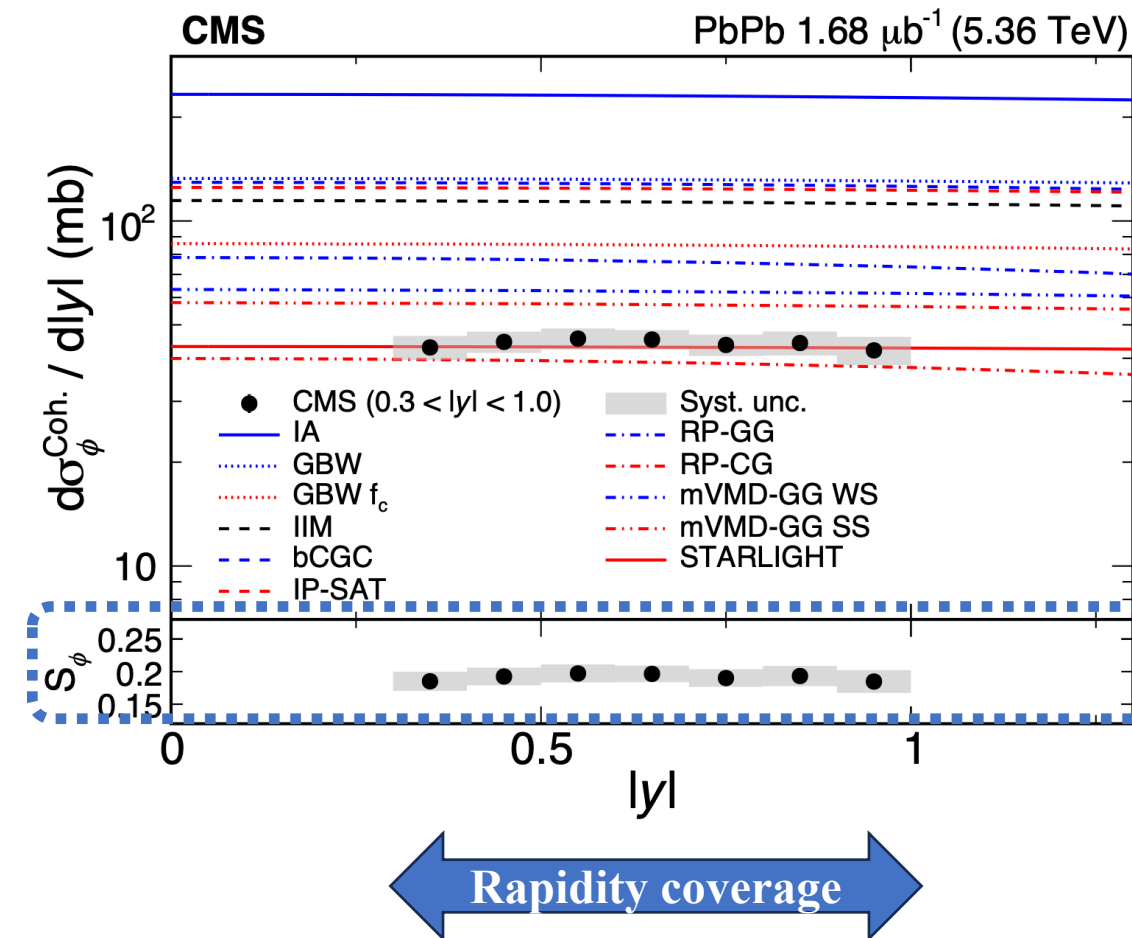 CMS PbPb 1.68 μb⁻¹ (5.36 TeV)
dσ_ϕ^Coh. / d|y| (mb)
10²
10
CMS (0.3 < |y| < 1.0) Syst. unc.
IA RP-GG
GBW RP-CG
GBW f_c mVMD-GG WS
IIM mVMD-GG SS
bCGC STARLIGHT
IP-SAT
S_ϕ
0.25
0.2
0.15
0 0.5 1
|y|
Rapidity coverage